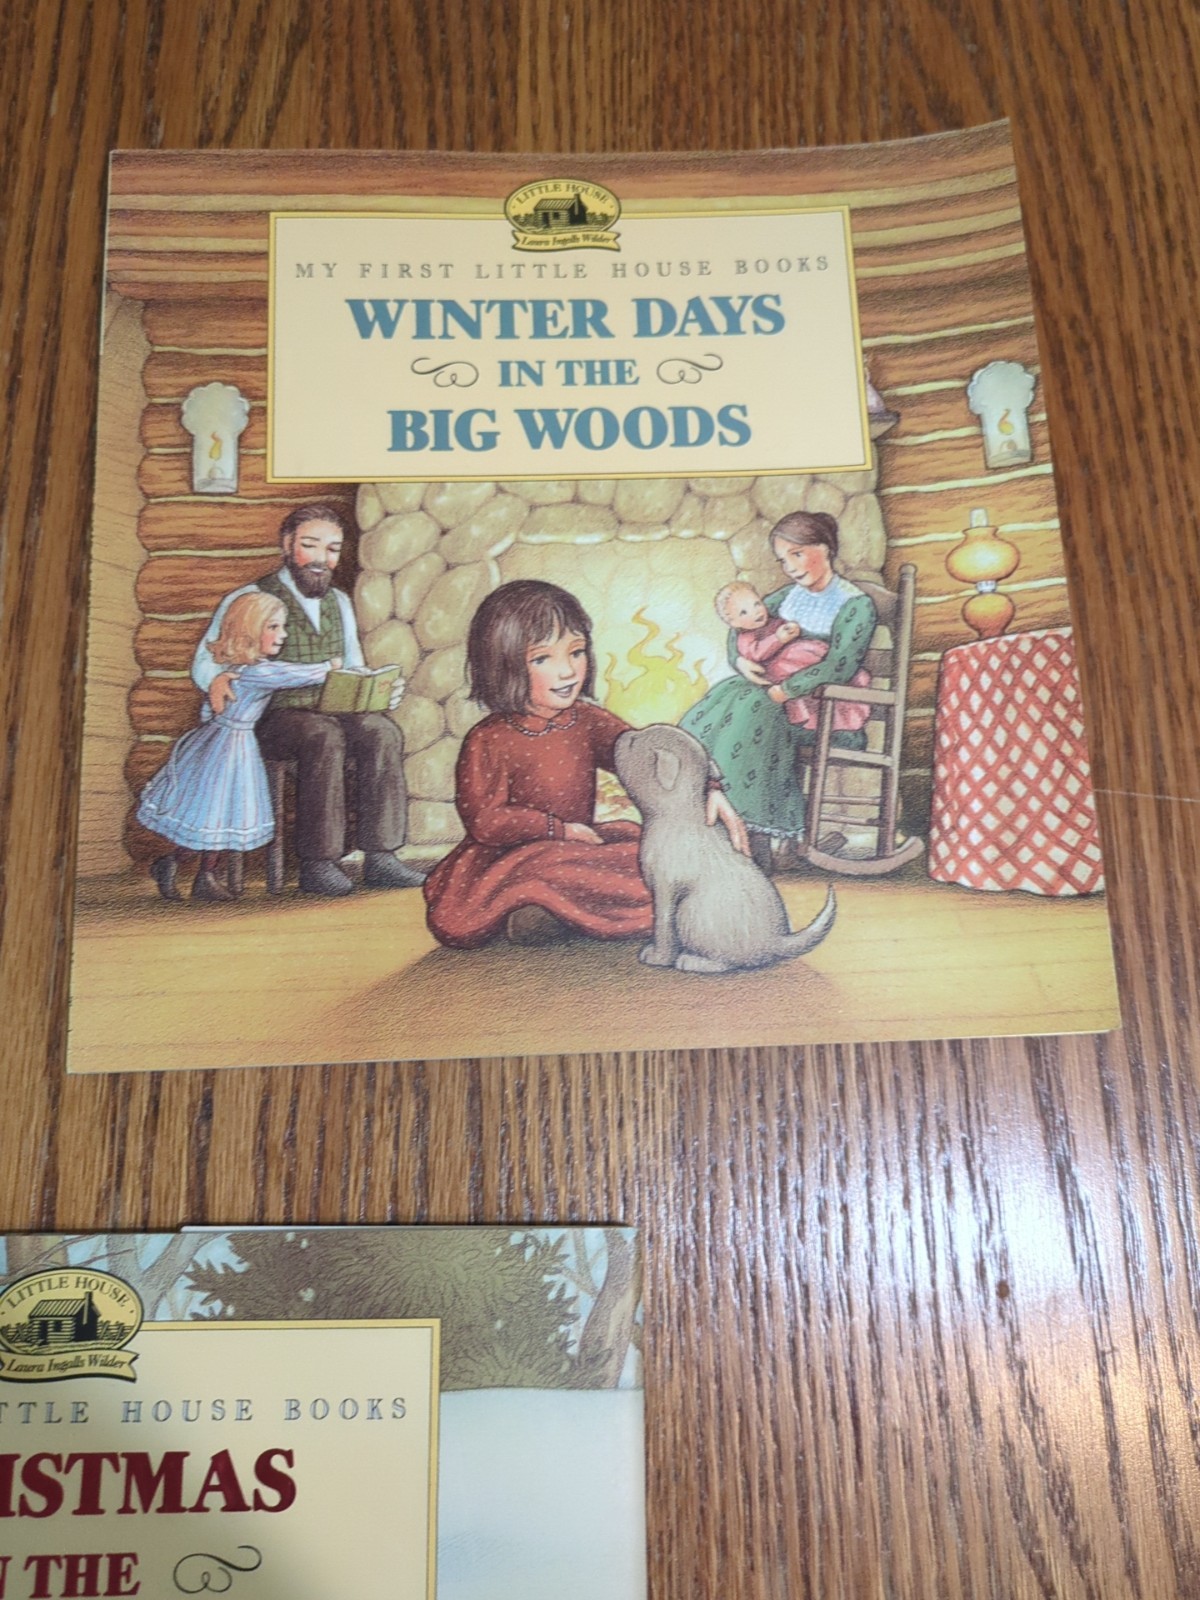 LITTLE HOUSE
Laura Ingalls Wilder
MY FIRST LITTLE HOUSE BOOKS
WINTER DAYS
IN THE
BIG WOODS
LITTLE HOUSE
Laura Ingalls Wilder
TTLE HOUSE BOOKS
ISTMAS
N THE